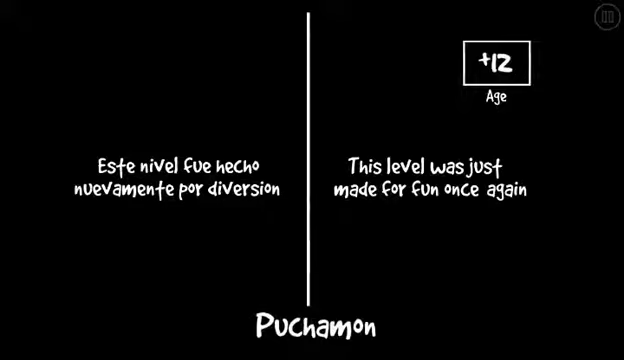 +12
Age
Este nivel fue hecho
nuevamente por diversion
This level was just
made for fun once again
Puchamon